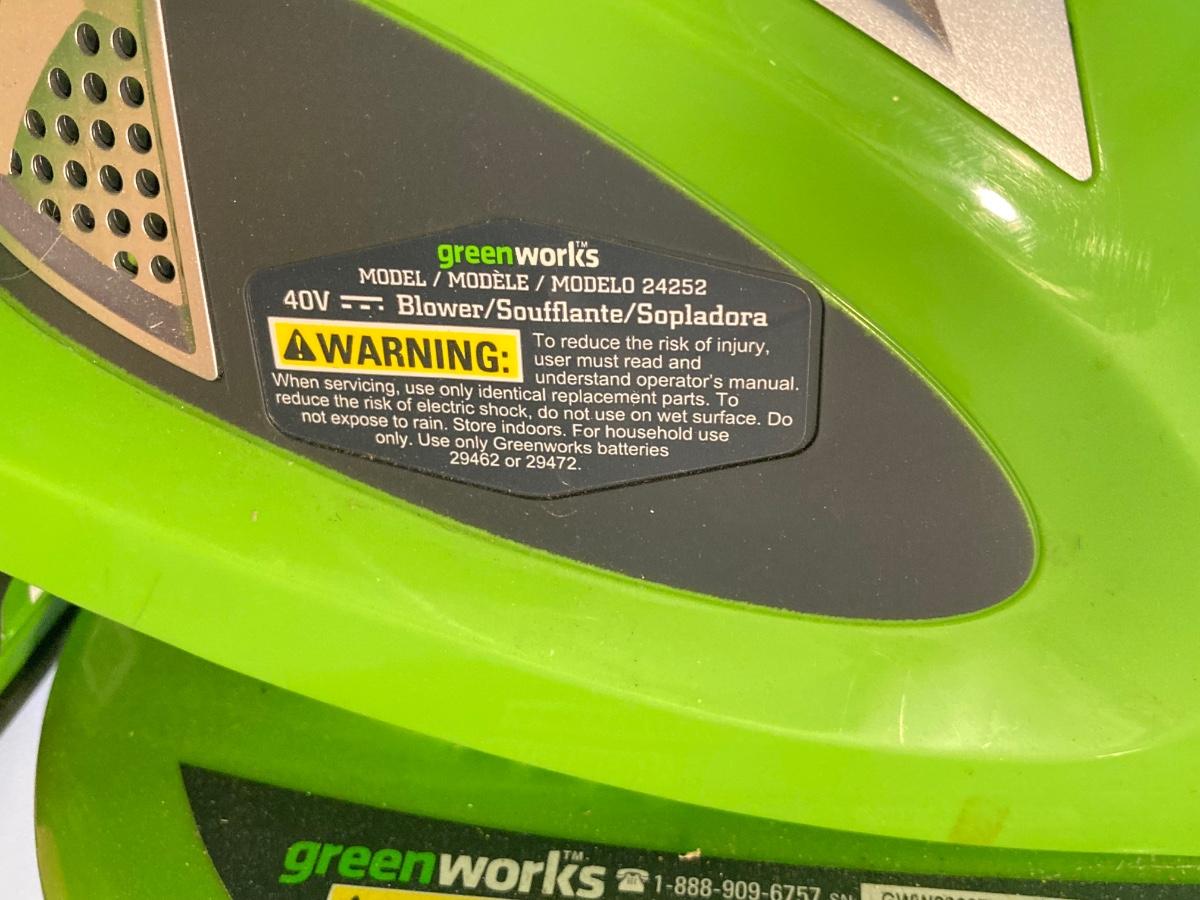 greenworks™
MODEL / MODÈLE / MODELO 24252
40V Blower/Soufflante/Sopladora
WARNING: To reduce the risk of injury,
user must read and
understand operator's manual.
When servicing, use only identical replacement parts. To
reduce the risk of electric shock, do not use on wet surface. Do
not expose to rain. Store indoors. For household use
only. Use only Greenworks batteries
29462 or 29472.
greenworks™ 1-888-909-6757 SN